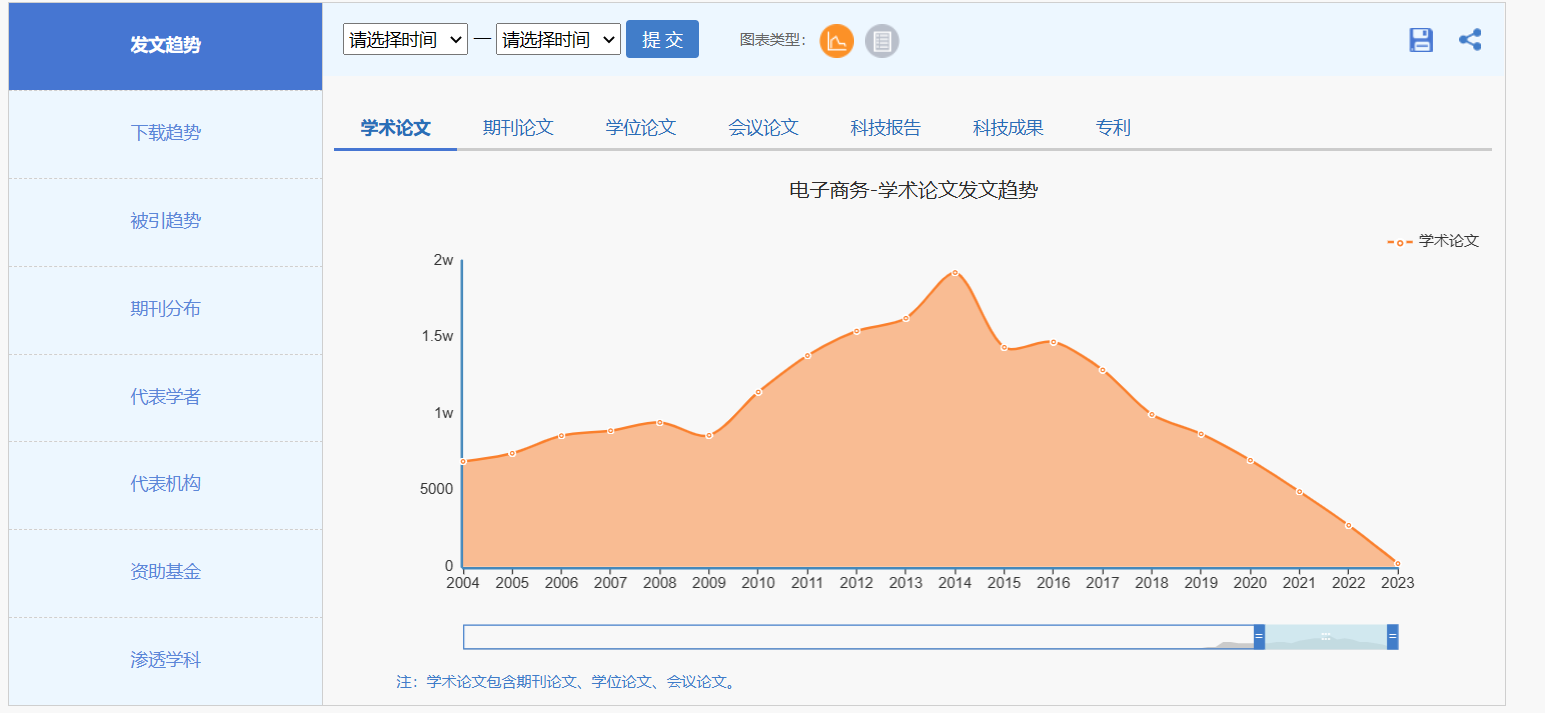 发文趋势
下载趋势
被引趋势
期刊分布
代表学者
代表机构
资助基金
渗透学科
请选择时间 — 请选择时间 提 交 图表类型：
学术论文 期刊论文 学位论文 会议论文 科技报告 科技成果 专利
电子商务-学术论文发文趋势
学术论文
2w
1.5w
1w
5000
0
2004 2005 2006 2007 2008 2009 2010 2011 2012 2013 2014 2015 2016 2017 2018 2019 2020 2021 2022 2023
注：学术论文包含期刊论文、学位论文、会议论文。